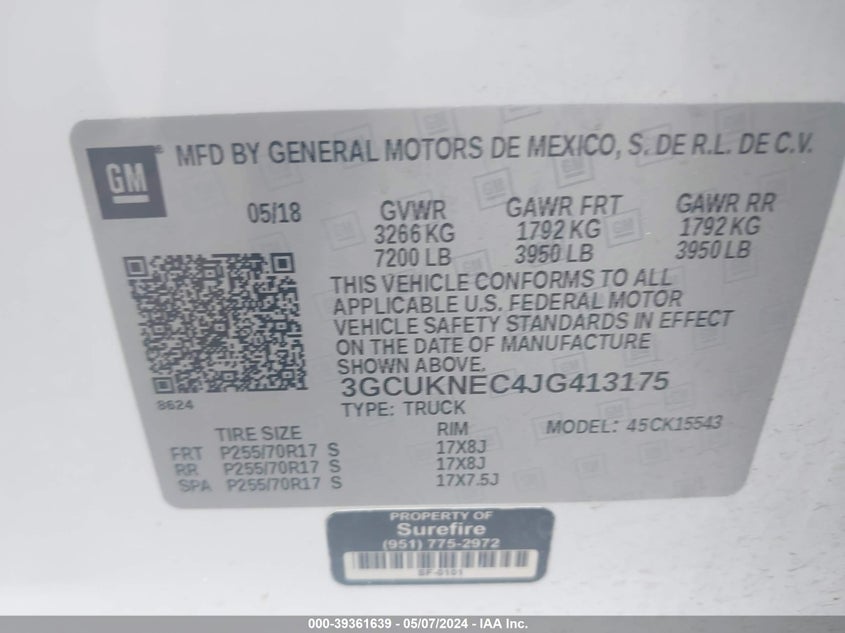 GM
® MFD BY GENERAL MOTORS DE MEXICO, S. DE R.L. DE C.V.
05/18 GVWR GAWR FRT GAWR RR
3266 KG 1792 KG 1792 KG
7200 LB 3950 LB 3950 LB
THIS VEHICLE CONFORMS TO ALL
APPLICABLE U.S. FEDERAL MOTOR
VEHICLE SAFETY STANDARDS IN EFFECT
ON THE DATE OF MANUFACTURE
SHOWN ABOVE.
3GCUKNEC4JG413175
8624
TYPE: TRUCK
TIRE SIZE RIM MODEL: 45CK15543
FRT P255/70R17 S 17X8J
RR P255/70R17 S 17X8J
SPA P255/70R17 S 17X7.5J
PROPERTY OF
Surefire
(951) 775-2972
SF-0101
000-39361639 - 05/07/2024 - IAA Inc.